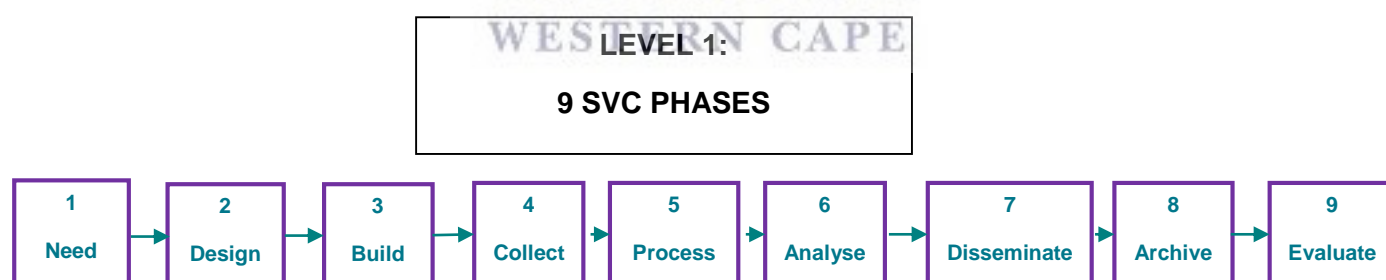 WESTERN CAPE
LEVEL 1:
9 SVC PHASES
1 2 3 4 5 6 7 8 9
Need Design Build Collect Process Analyse Disseminate Archive Evaluate